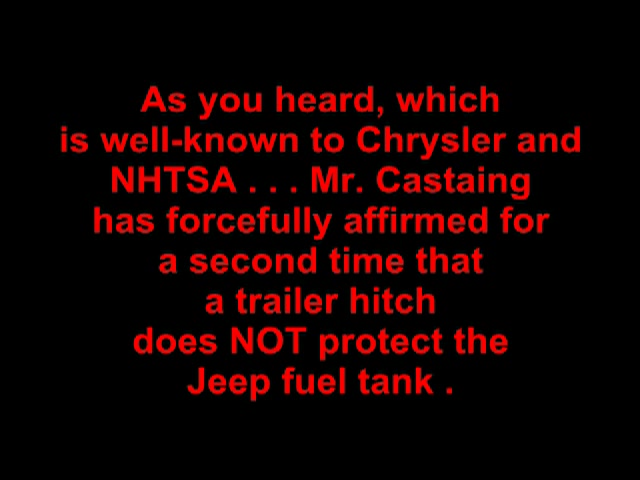 As you heard, which
is well-known to Chrysler and
NHTSA . . . Mr. Castaing
has forcefully affirmed for
a second time that
a trailer hitch
does NOT protect the
Jeep fuel tank .